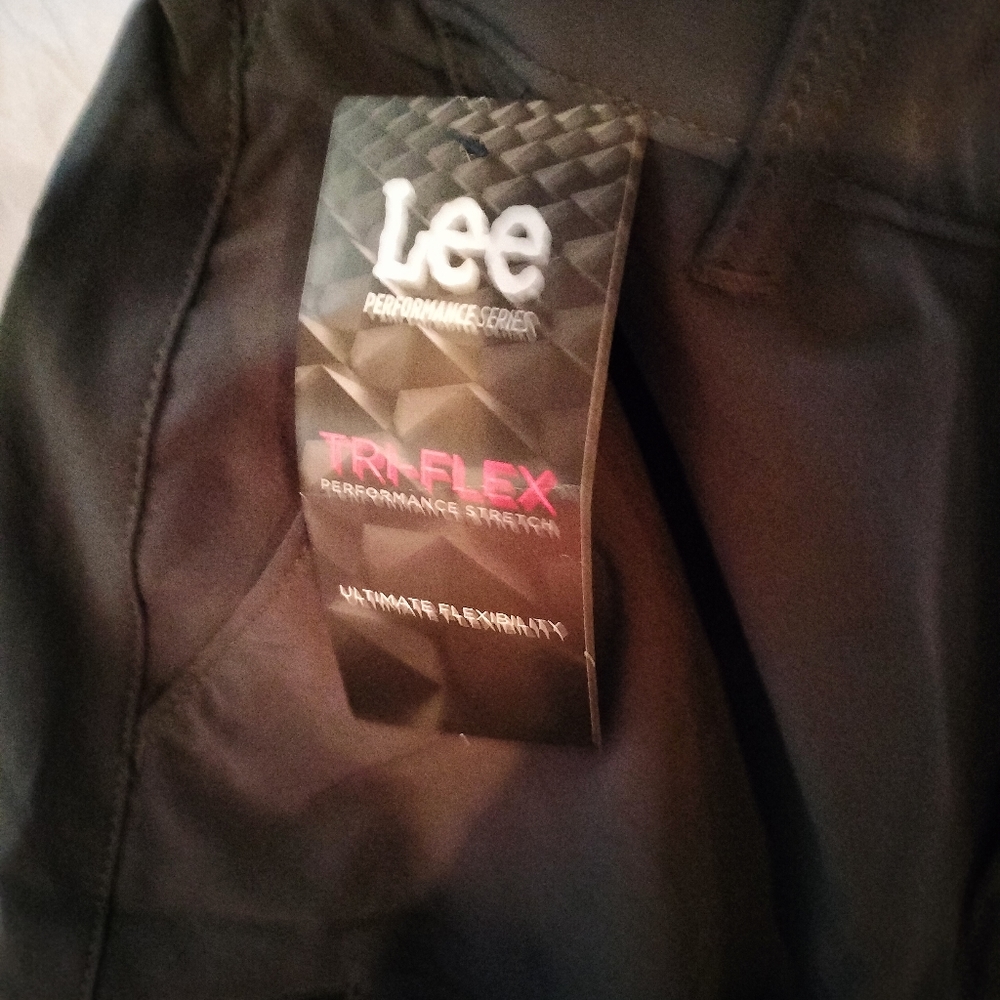 Lee
PERFORMANCE SERIES
TRI-FLEX
PERFORMANCE STRETCH
ULTIMATE FLEXIBILITY